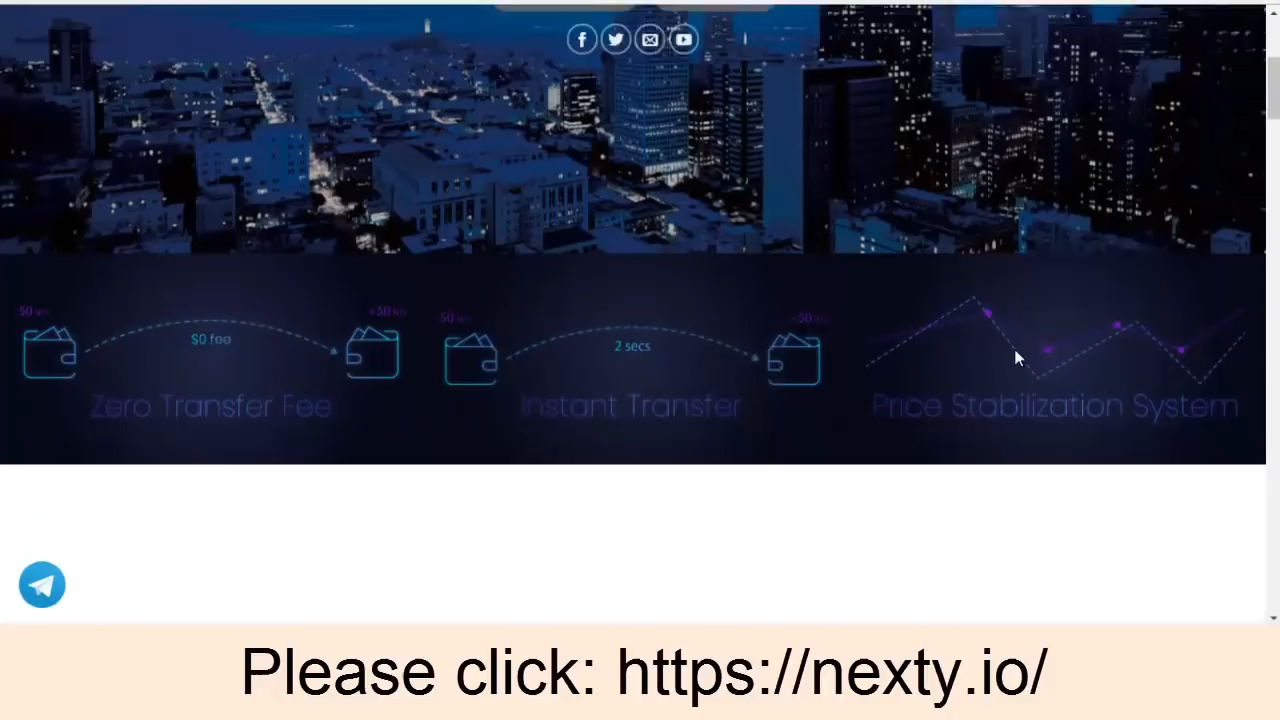 $0 fee
2 secs
Zero Transfer Fee
Instant Transfer
Price Stabilization System
Please click: https://nexty.io/